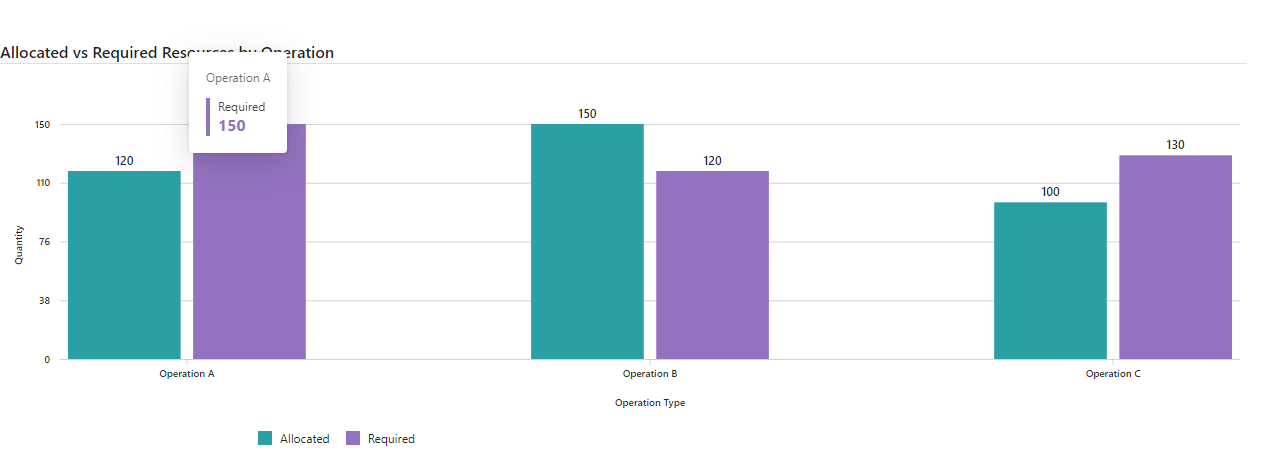 Allocated vs Required Resources by Operation
Operation A
Required
150
150
120
150
120
100
130
110
76
38
0
Quantity
Operation A
Operation B
Operation C
Operation Type
Allocated
Required